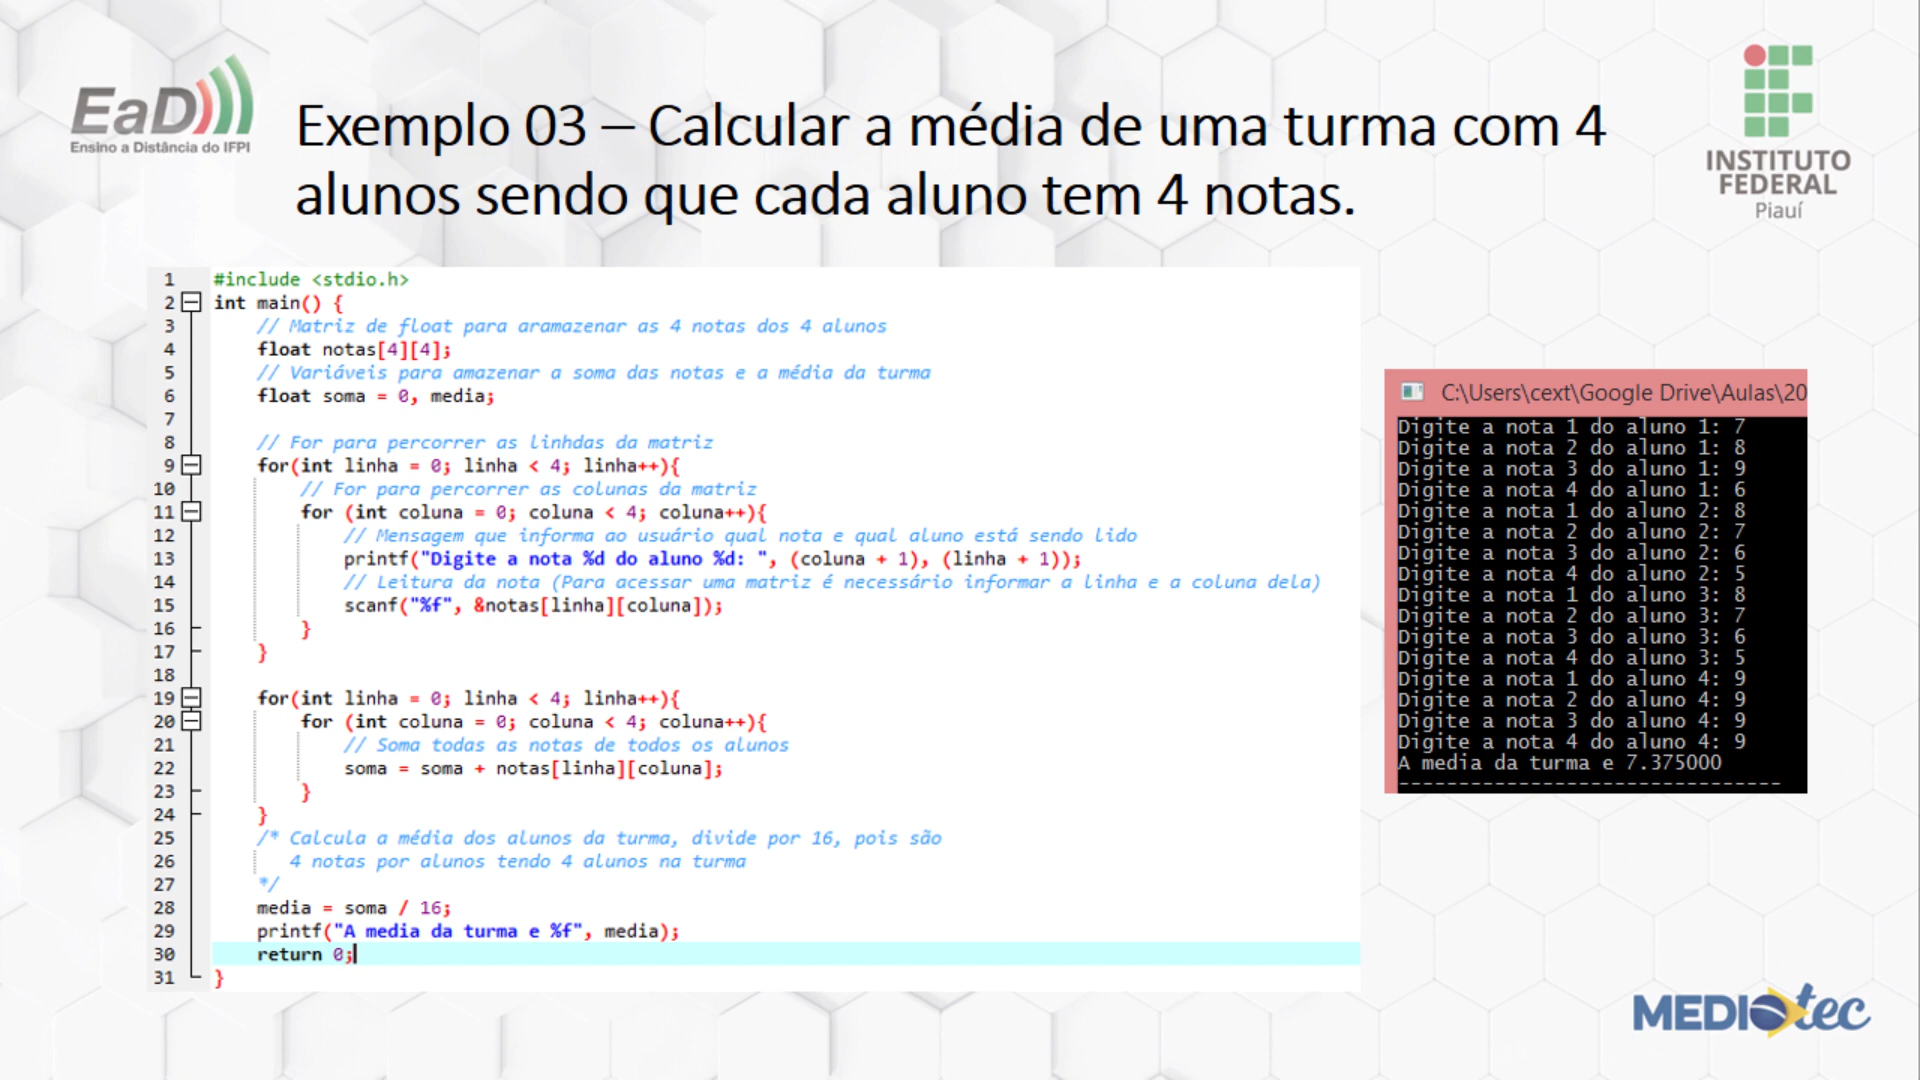 EaD
Ensino a Distância do IFPI
Exemplo 03 – Calcular a média de uma turma com 4
alunos sendo que cada aluno tem 4 notas.
INSTITUTO
FEDERAL
Piauí
1 #include <stdio.h>
2 int main() {
3 // Matriz de float para aramazenar as 4 notas dos 4 alunos
4 float notas[4][4];
5 // Variáveis para amazenar a soma das notas e a média da turma
6 float soma = 0, media;
7
8 // For para percorrer as linhdas da matriz
9 for(int linha = 0; linha < 4; linha++){
10 // For para percorrer as colunas da matriz
11 for (int coluna = 0; coluna < 4; coluna++){
12 // Mensagem que informa ao usuário qual nota e qual aluno está sendo lido
13 printf("Digite a nota %d do aluno %d: ", (coluna + 1), (linha + 1));
14 // Leitura da nota (Para acessar uma matriz é necessário informar a linha e a coluna dela)
15 scanf("%f", &notas[linha][coluna]);
16 }
17 }
18
19 for(int linha = 0; linha < 4; linha++){
20 for (int coluna = 0; coluna < 4; coluna++){
21 // Soma todas as notas de todos os alunos
22 soma = soma + notas[linha][coluna];
23 }
24 }
25 /* Calcula a média dos alunos da turma, divide por 16, pois são
26 4 notas por alunos tendo 4 alunos na turma
27 */
28 media = soma / 16;
29 printf("A media da turma e %f", media);
30 return 0;
31 }
C:\Users\cext\Google Drive\Aulas\20
Digite a nota 1 do aluno 1: 7
Digite a nota 2 do aluno 1: 8
Digite a nota 3 do aluno 1: 9
Digite a nota 4 do aluno 1: 6
Digite a nota 1 do aluno 2: 8
Digite a nota 2 do aluno 2: 7
Digite a nota 3 do aluno 2: 6
Digite a nota 4 do aluno 2: 5
Digite a nota 1 do aluno 3: 8
Digite a nota 2 do aluno 3: 7
Digite a nota 3 do aluno 3: 6
Digite a nota 4 do aluno 3: 5
Digite a nota 1 do aluno 4: 9
Digite a nota 2 do aluno 4: 9
Digite a nota 3 do aluno 4: 9
Digite a nota 4 do aluno 4: 9
A media da turma e 7.375000
--------------------------------
MEDIOtec